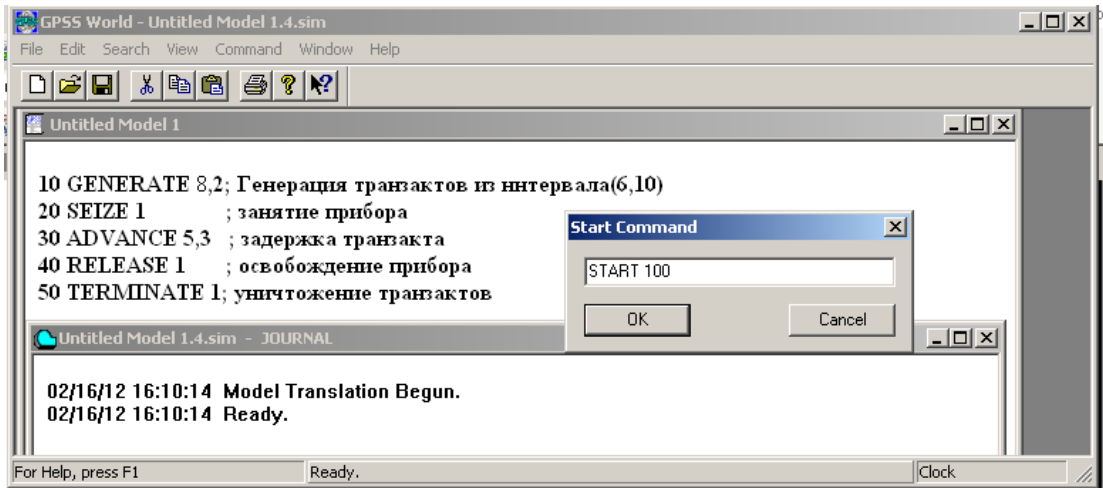 GPSS World - Untitled Model 1.4.sim
File Edit Search View Command Window Help
Untitled Model 1
10 GENERATE 8,2; Генерация транзактов из интервала(6,10)
20 SEIZE 1 ; занятие прибора
30 ADVANCE 5,3 ; задержка транзакта
40 RELEASE 1 ; освобождение прибора
50 TERMINATE 1; уничтожение транзактов
Start Command
START 100
OK Cancel
Untitled Model 1.4.sim - JOURNAL
02/16/12 16:10:14 Model Translation Begun.
02/16/12 16:10:14 Ready.
For Help, press F1 Ready. Clock